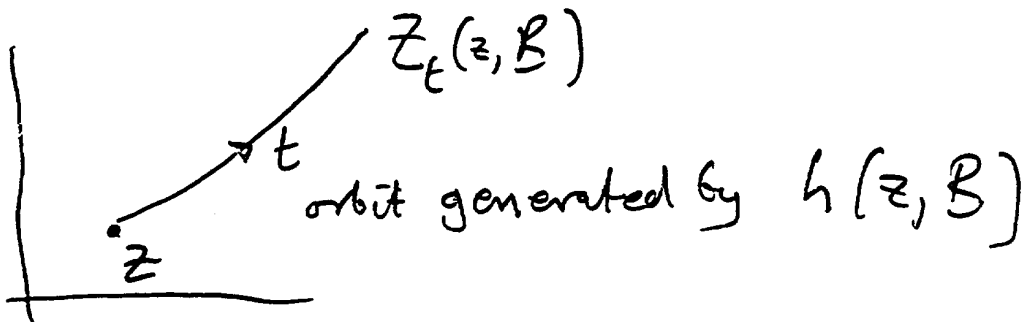 Z_t(z, B)
t
orbit generated by h(z, B)
z